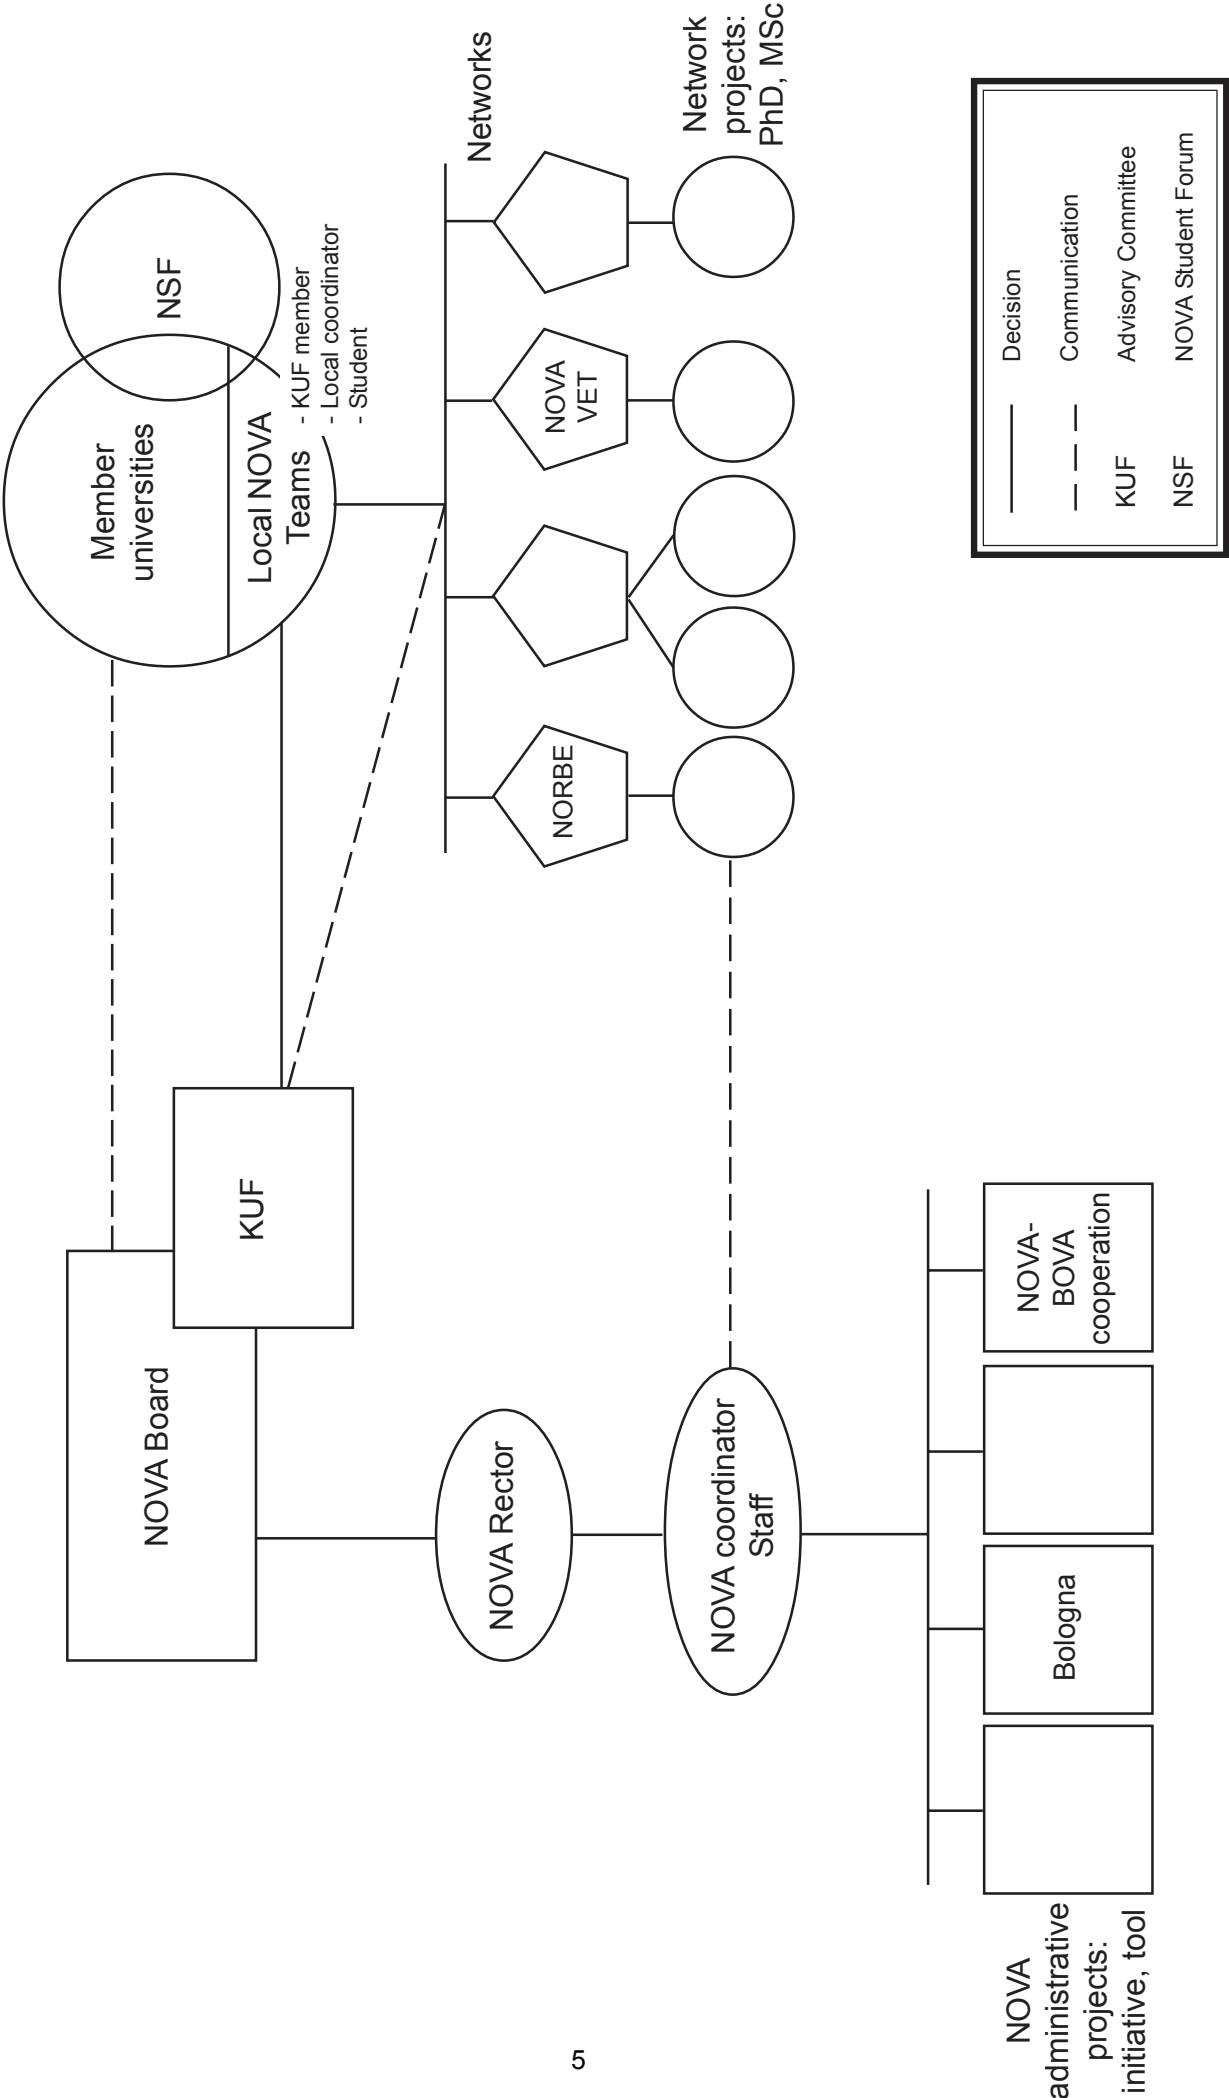 NOVA Board
KUF
Member
universities
NSF
Local NOVA
Teams
- KUF member
- Local coordinator
- Student
Networks
NOVA Rector
NORBE
NOVA
VET
Network
projects:
PhD, MSc
NOVA coordinator
Staff
NOVA
administrative
projects:
initiative, tool
Bologna
NOVA-
BOVA
cooperation
Decision
Communication
KUF Advisory Committee
NSF NOVA Student Forum
5